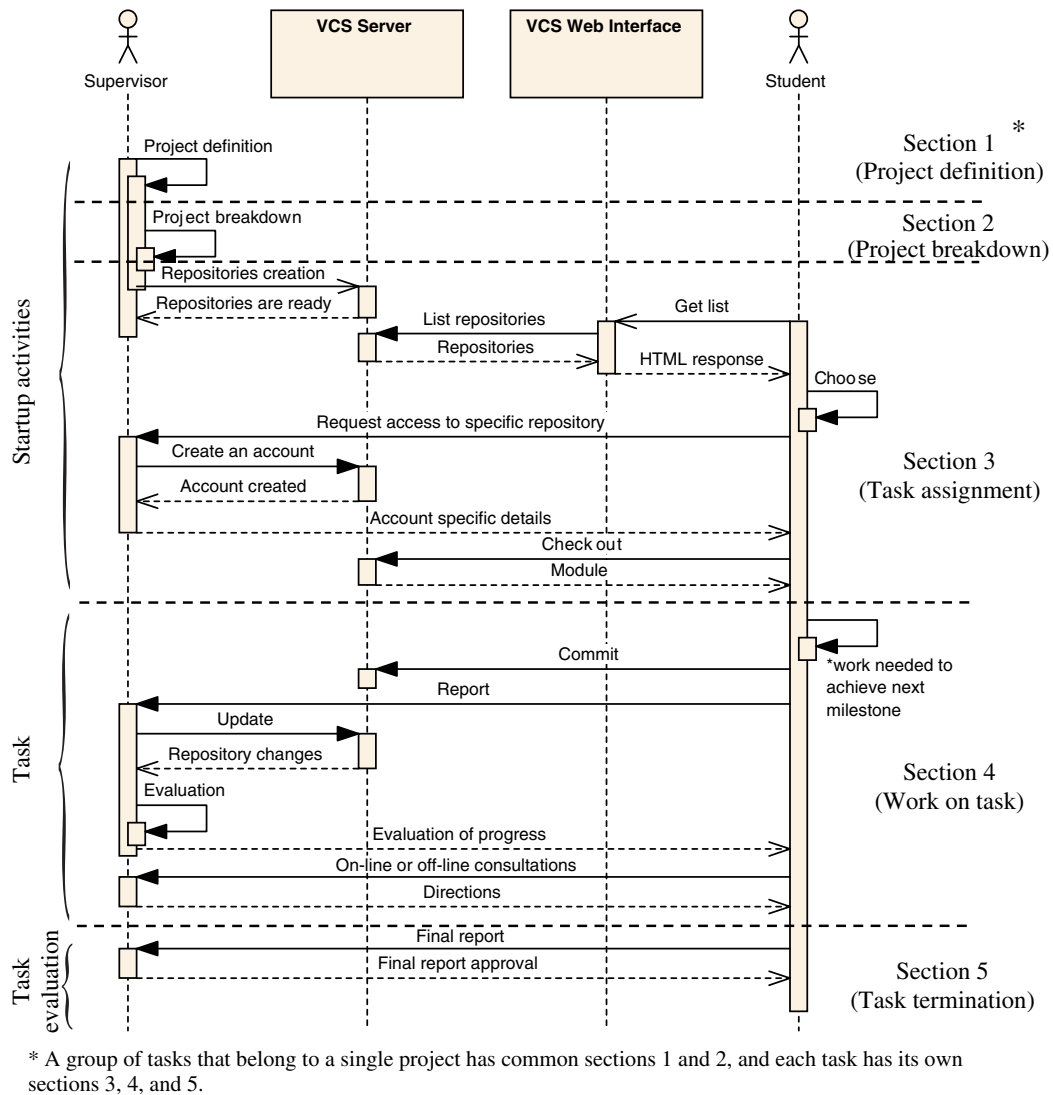 VCS Server
VCS Web Interface
Supervisor
Student
Project definition
Section 1 *
(Project definition)
Project breakdown
Section 2
(Project breakdown)
Repositories creation
Repositories are ready
Get list
List repositories
Repositories
HTML response
Choose
Startup activities
Request access to specific repository
Create an account
Section 3
(Task assignment)
Account created
Account specific details
Check out
Module
Commit
*work needed to
achieve next
milestone
Report
Update
Task
Repository changes
Section 4
(Work on task)
Evaluation
Evaluation of progress
On-line or off-line consultations
Directions
Final report
Task
evaluation
Final report approval
Section 5
(Task termination)
* A group of tasks that belong to a single project has common sections 1 and 2, and each task has its own
sections 3, 4, and 5.